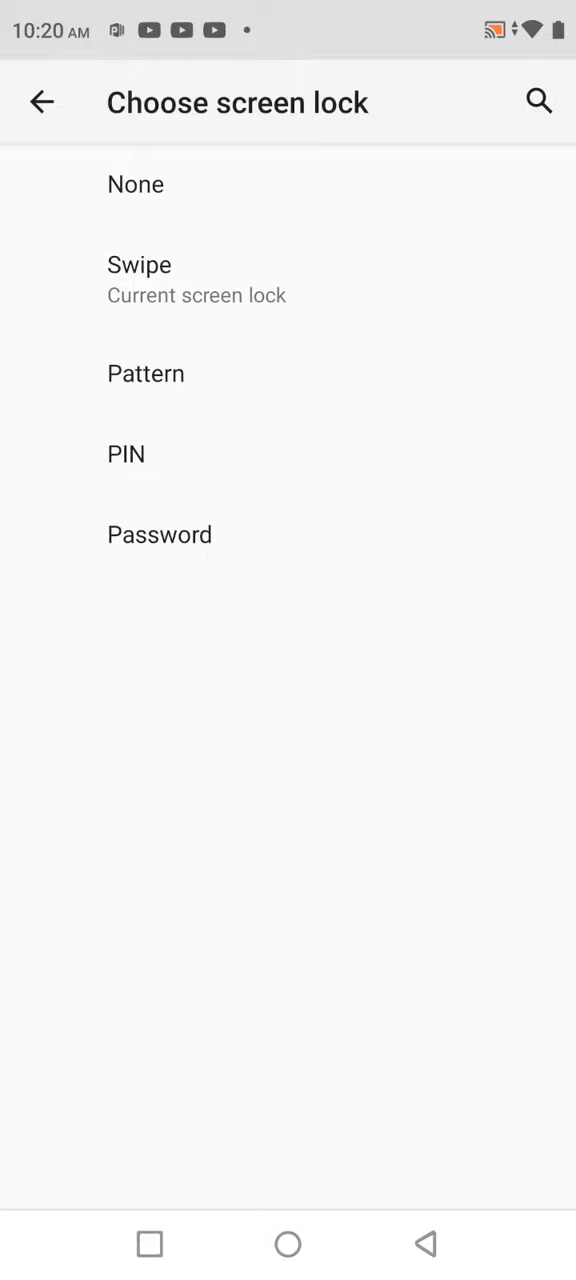 10:20 AM
Choose screen lock
None
Swipe
Current screen lock
Pattern
PIN
Password